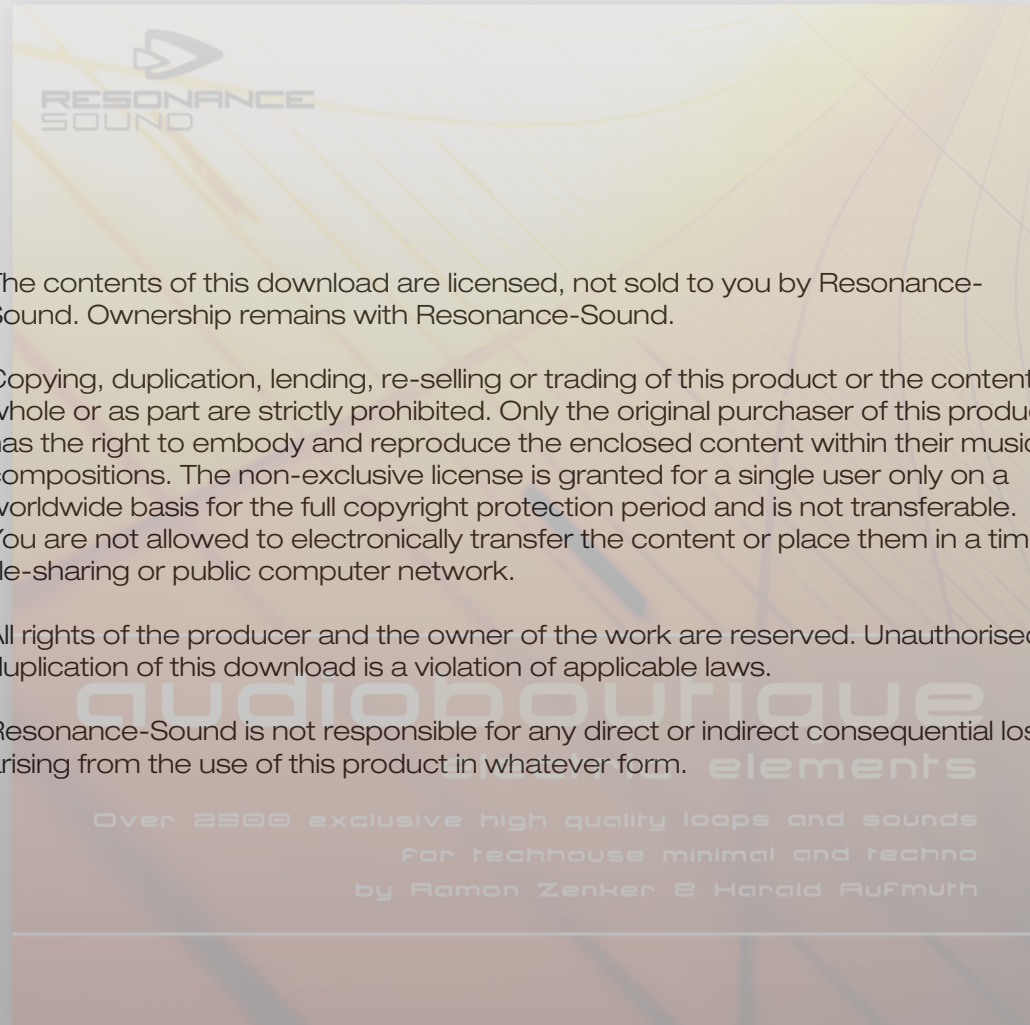 RESONANCE
SOUND
The contents of this download are licensed, not sold to you by Resonance-
Sound. Ownership remains with Resonance-Sound.
Copying, duplication, lending, re-selling or trading of this product or the content
whole or as part are strictly prohibited. Only the original purchaser of this produc
has the right to embody and reproduce the enclosed content within their music
compositions. The non-exclusive license is granted for a single user only on a
worldwide basis for the full copyright protection period and is not transferable.
You are not allowed to electronically transfer the content or place them in a tim
le-sharing or public computer network.
All rights of the producer and the owner of the work are reserved. Unauthorised
duplication of this download is a violation of applicable laws.
audioboutique
Resonance-Sound is not responsible for any direct or indirect consequential los
arising from the use of this product in whatever form.
electric elements
Over 2500 exclusive high quality loops and sounds
for techhouse minimal and techno
by Ramon Zenker & Harald Aufmuth